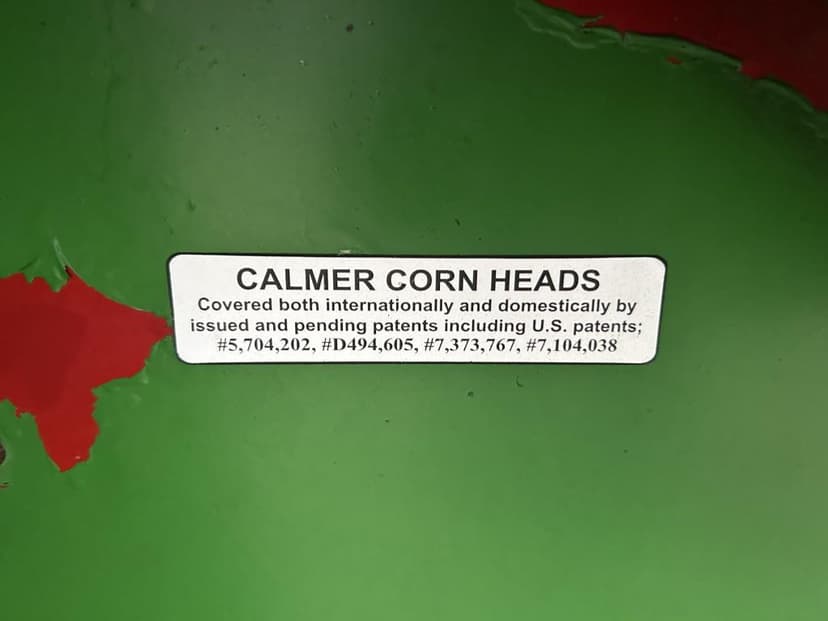 CALMER CORN HEADS
Covered both internationally and domestically by
issued and pending patents including U.S. patents;
#5,704,202, #D494,605, #7,373,767, #7,104,038